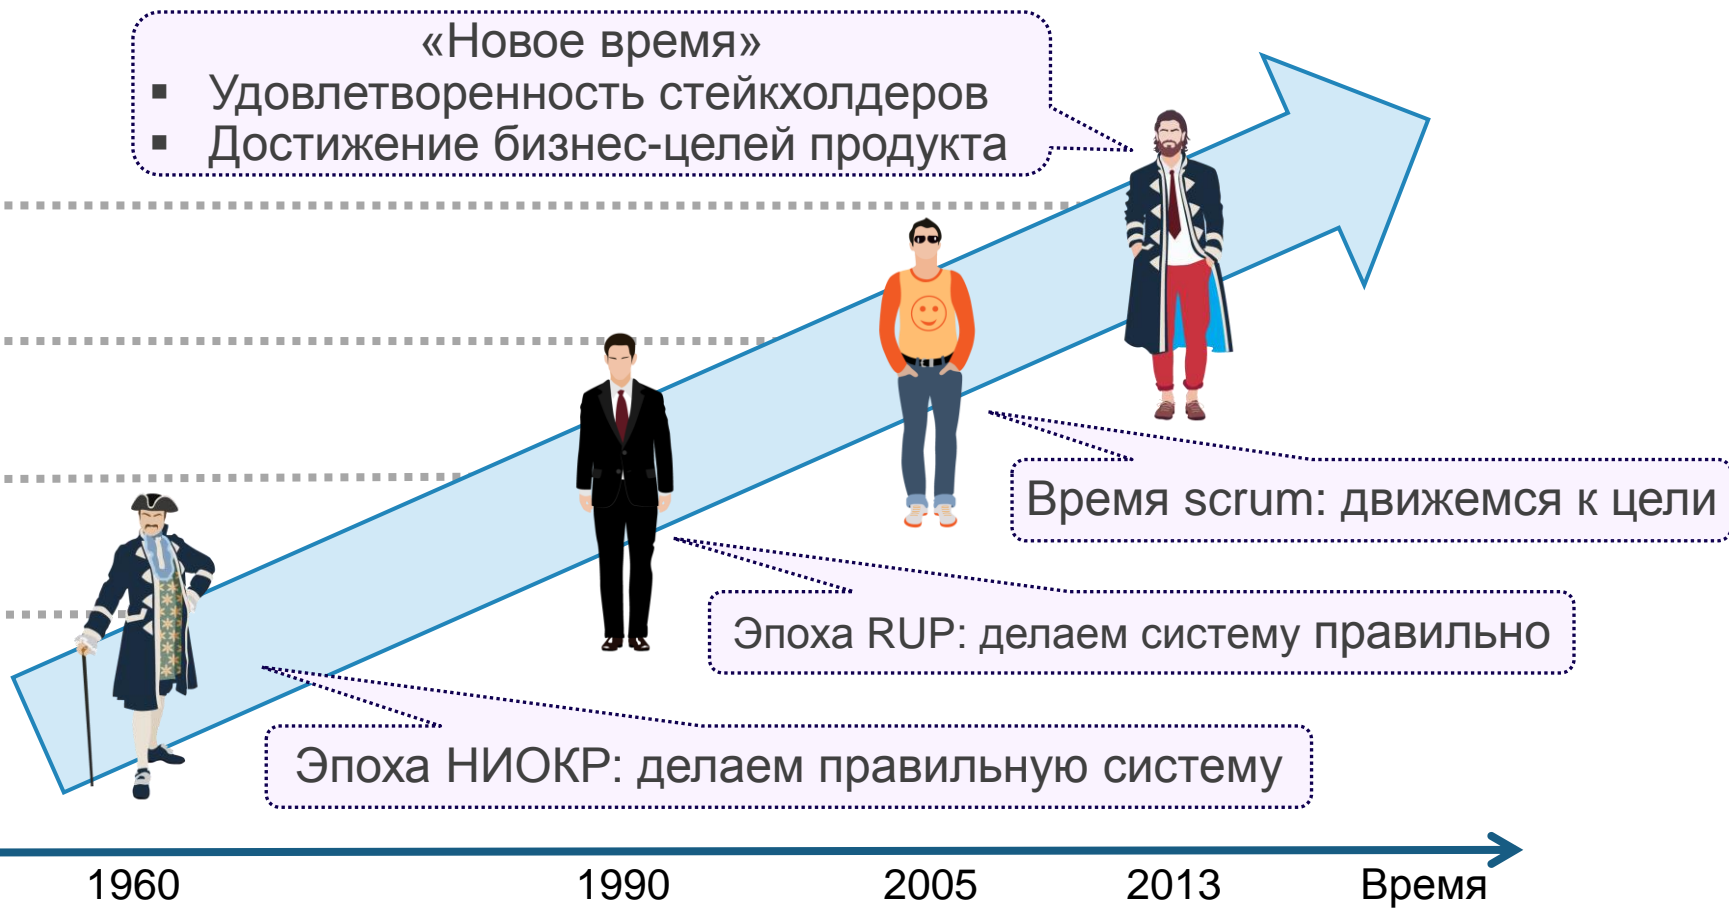 «Новое время»
▪ Удовлетворенность стейкхолдеров
▪ Достижение бизнес-целей продукта
Время scrum: движемся к цели
Эпоха RUP: делаем систему правильно
Эпоха НИОКР: делаем правильную систему
1960 1990 2005 2013 Время